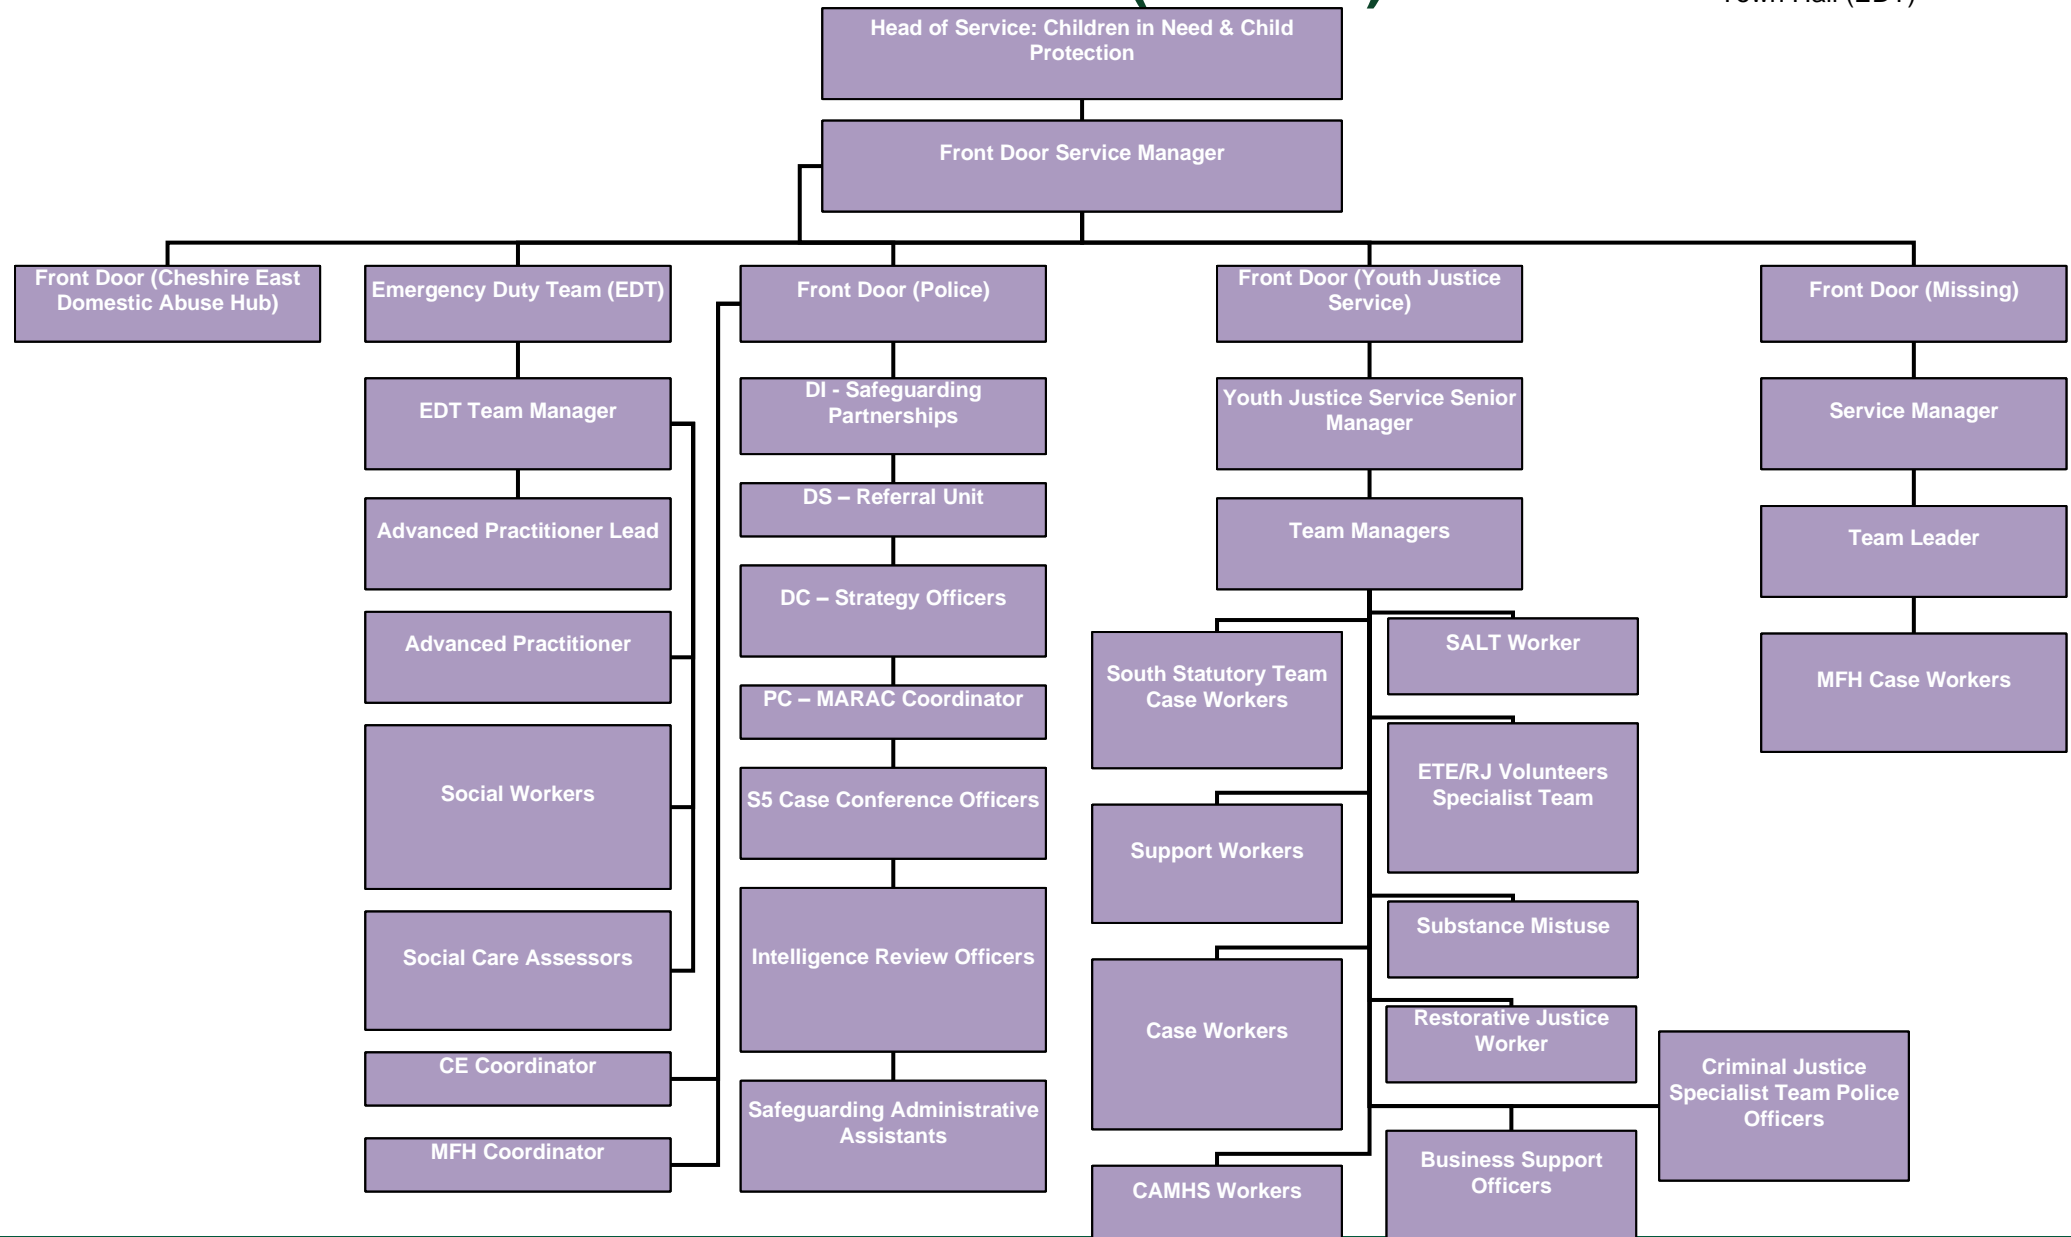 Town Hall (EDT)
Head of Service: Children in Need & Child
Protection
Front Door Service Manager
Front Door (Cheshire East
Domestic Abuse Hub)
Emergency Duty Team (EDT)
Front Door (Police)
Front Door (Youth Justice
Service)
Front Door (Missing)
EDT Team Manager
Advanced Practitioner Lead
Advanced Practitioner
Social Workers
Social Care Assessors
CE Coordinator
MFH Coordinator
DI - Safeguarding
Partnerships
DS – Referral Unit
DC – Strategy Officers
PC – MARAC Coordinator
S5 Case Conference Officers
Intelligence Review Officers
Safeguarding Administrative
Assistants
Youth Justice Service Senior
Manager
Team Managers
South Statutory Team
Case Workers
Support Workers
Case Workers
CAMHS Workers
SALT Worker
ETE/RJ Volunteers
Specialist Team
Substance Mistuse
Restorative Justice
Worker
Criminal Justice
Specialist Team Police
Officers
Business Support
Officers
Service Manager
Team Leader
MFH Case Workers